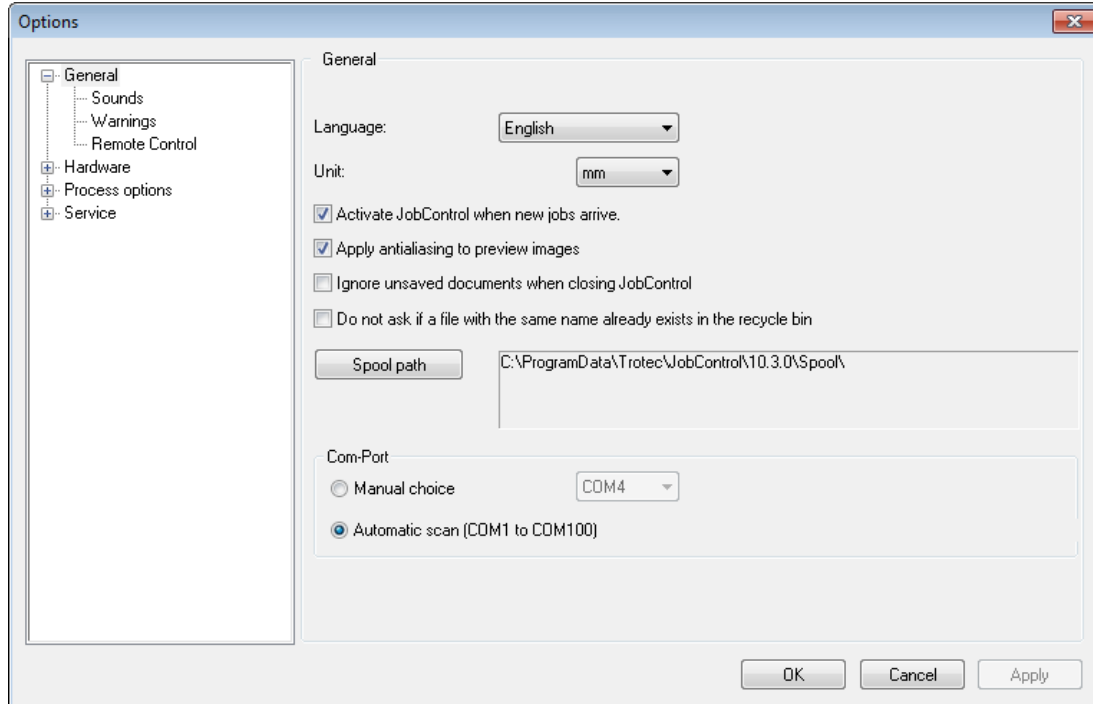 Options
General
Sounds
Warnings
Remote Control
Hardware
Process options
Service
General
Language: English
Unit: mm
Activate JobControl when new jobs arrive.
Apply antialiasing to preview images
Ignore unsaved documents when closing JobControl
Do not ask if a file with the same name already exists in the recycle bin
Spool path C:\ProgramData\Trotec\JobControl\10.3.0\Spool\
Com-Port
Manual choice COM4
Automatic scan (COM1 to COM100)
OK Cancel Apply